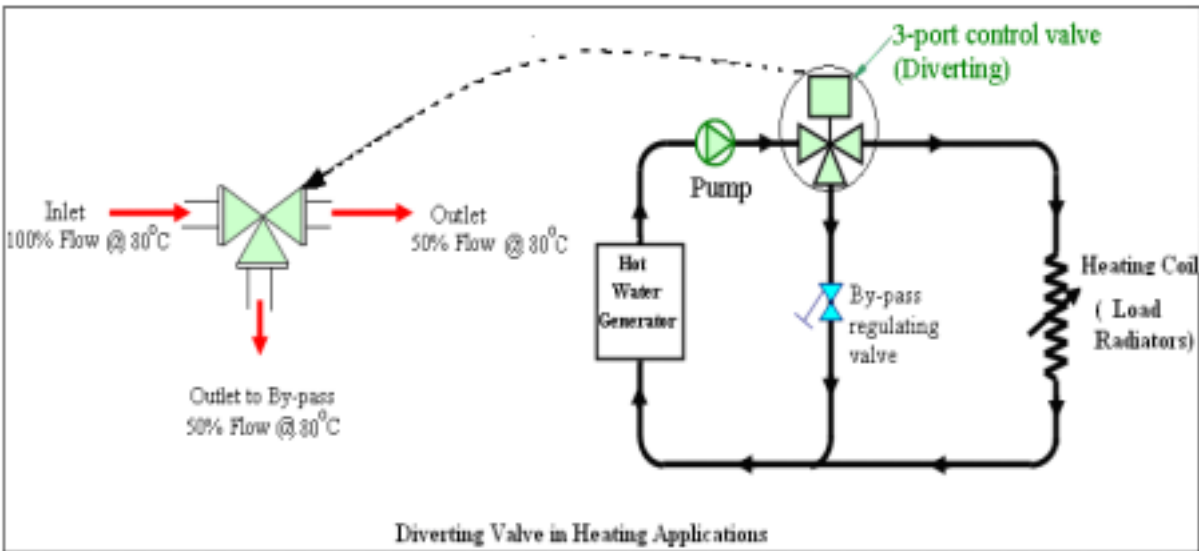 3-port control valve
(Diverting)
Pump
Inlet
100% Flow @ 80°C
Outlet
50% Flow @ 80°C
Outlet to By-pass
50% Flow @ 80°C
Hot
Water
Generator
By-pass
regulating
valve
Heating Coil
( Load
Radiators)
Diverting Valve in Heating Applications